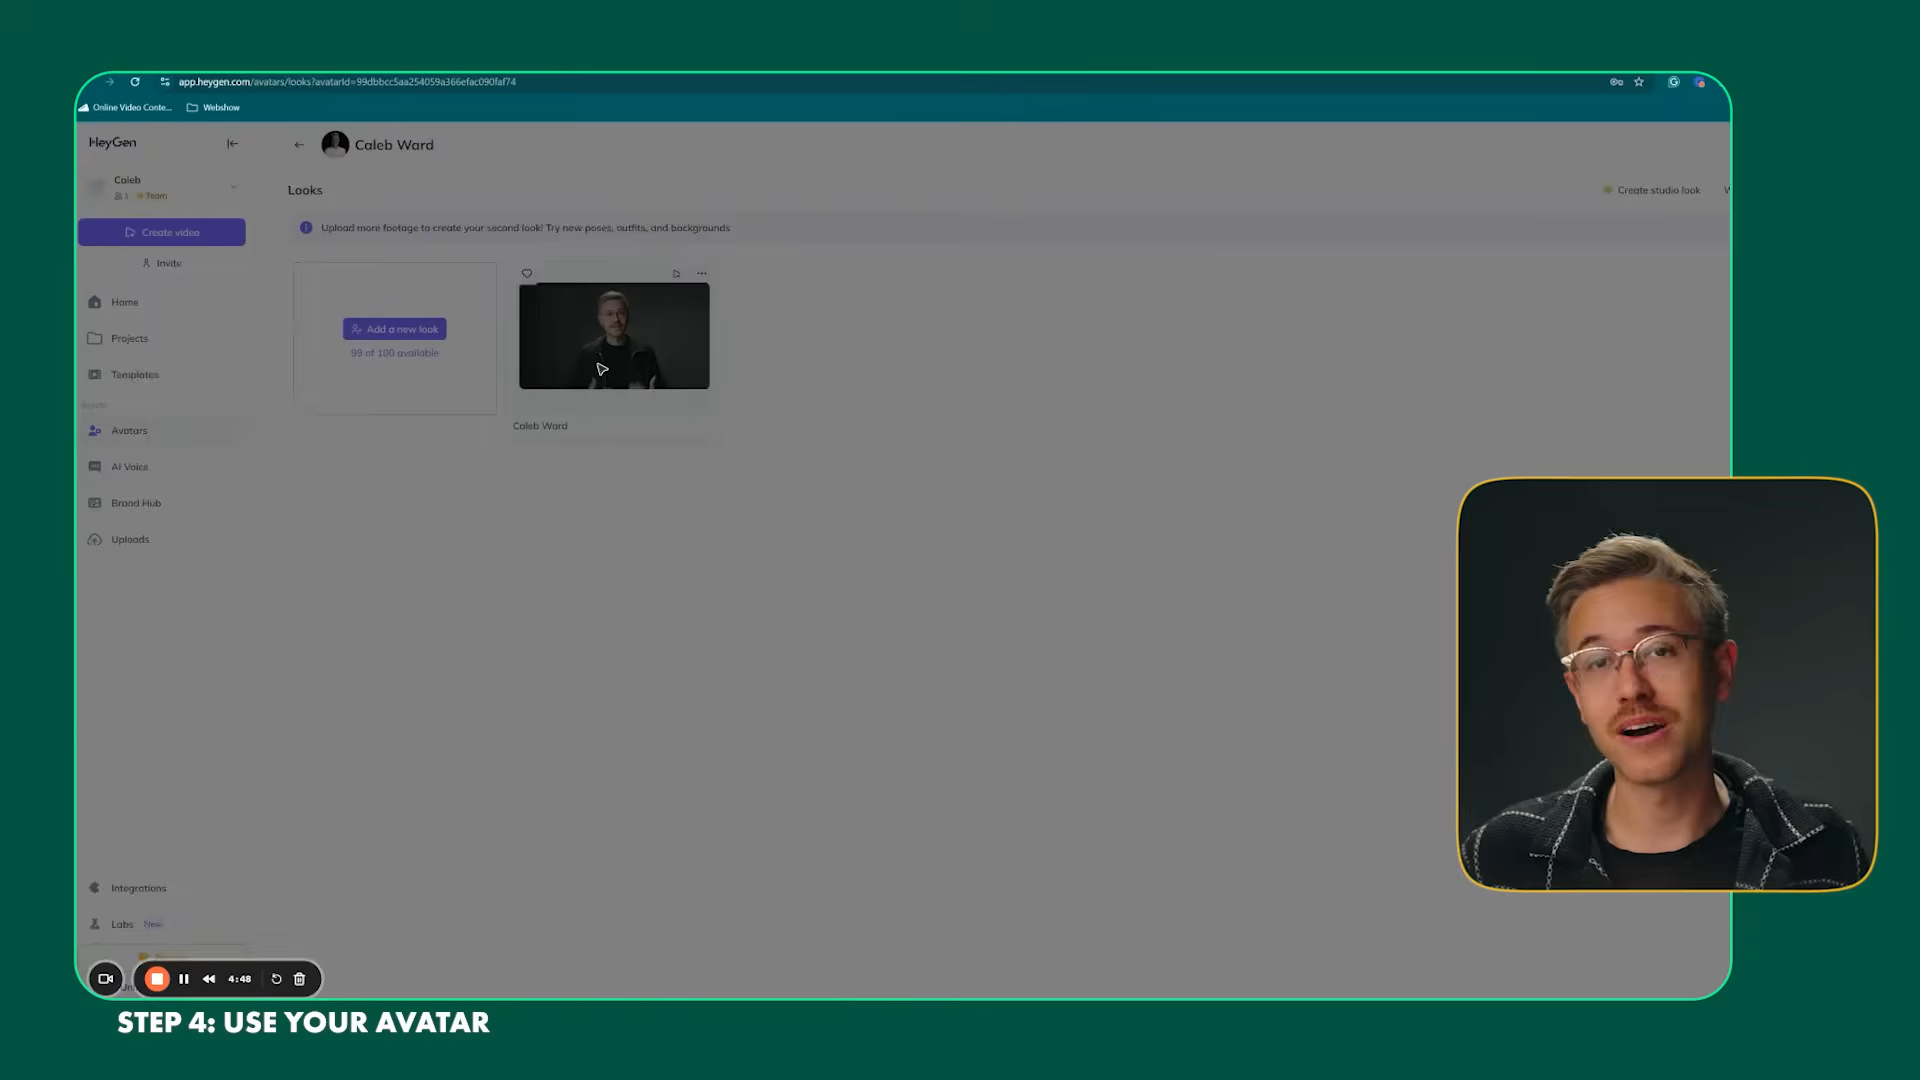 app.heygen.com/avatars/looks?avatarId=99dbbcc5aa254059a366efac090faf74
Online Video Conte...
Webshow
HeyGen
Caleb Ward
Caleb
1
Team
Looks
Create studio look
Create video
Upload more footage to create your second look! Try new poses, outfits, and backgrounds
Invite
Home
Add a new look
Projects
99 of 100 available
Templates
Avatars
Caleb Ward
AI Voice
Brand Hub
Uploads
Integrations
Labs New
4:48
STEP 4: USE YOUR AVATAR